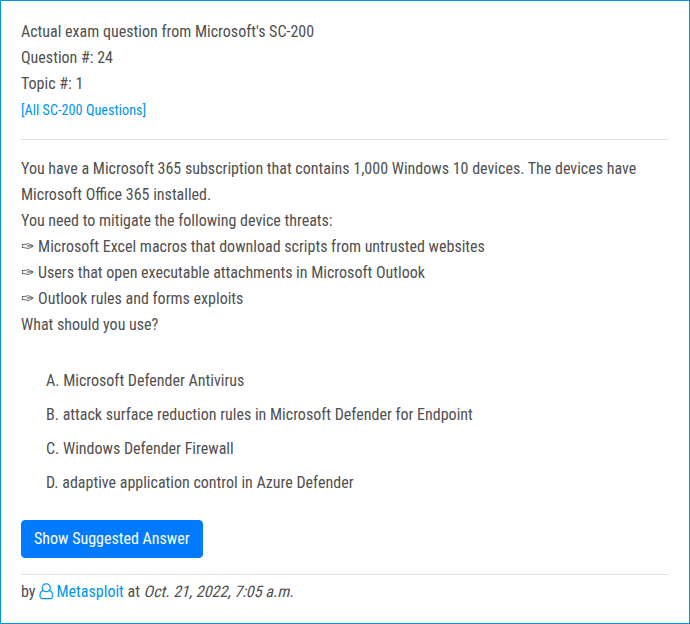 Actual exam question from Microsoft's SC-200
Question #: 24
Topic #: 1
[All SC-200 Questions]
You have a Microsoft 365 subscription that contains 1,000 Windows 10 devices. The devices have
Microsoft Office 365 installed.
You need to mitigate the following device threats:
✑ Microsoft Excel macros that download scripts from untrusted websites
✑ Users that open executable attachments in Microsoft Outlook
✑ Outlook rules and forms exploits
What should you use?
A. Microsoft Defender Antivirus
B. attack surface reduction rules in Microsoft Defender for Endpoint
C. Windows Defender Firewall
D. adaptive application control in Azure Defender
Show Suggested Answer
by Metasploit at Oct. 21, 2022, 7:05 a.m.